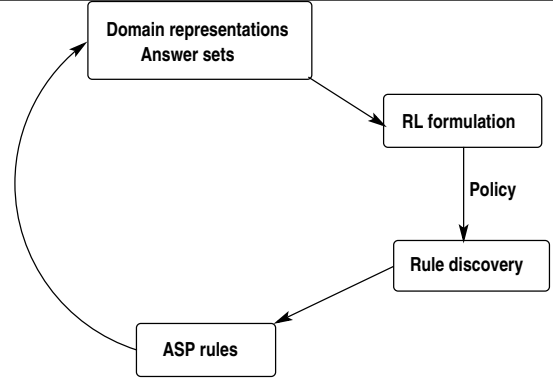 Domain representations
Answer sets
RL formulation
Policy
Rule discovery
ASP rules